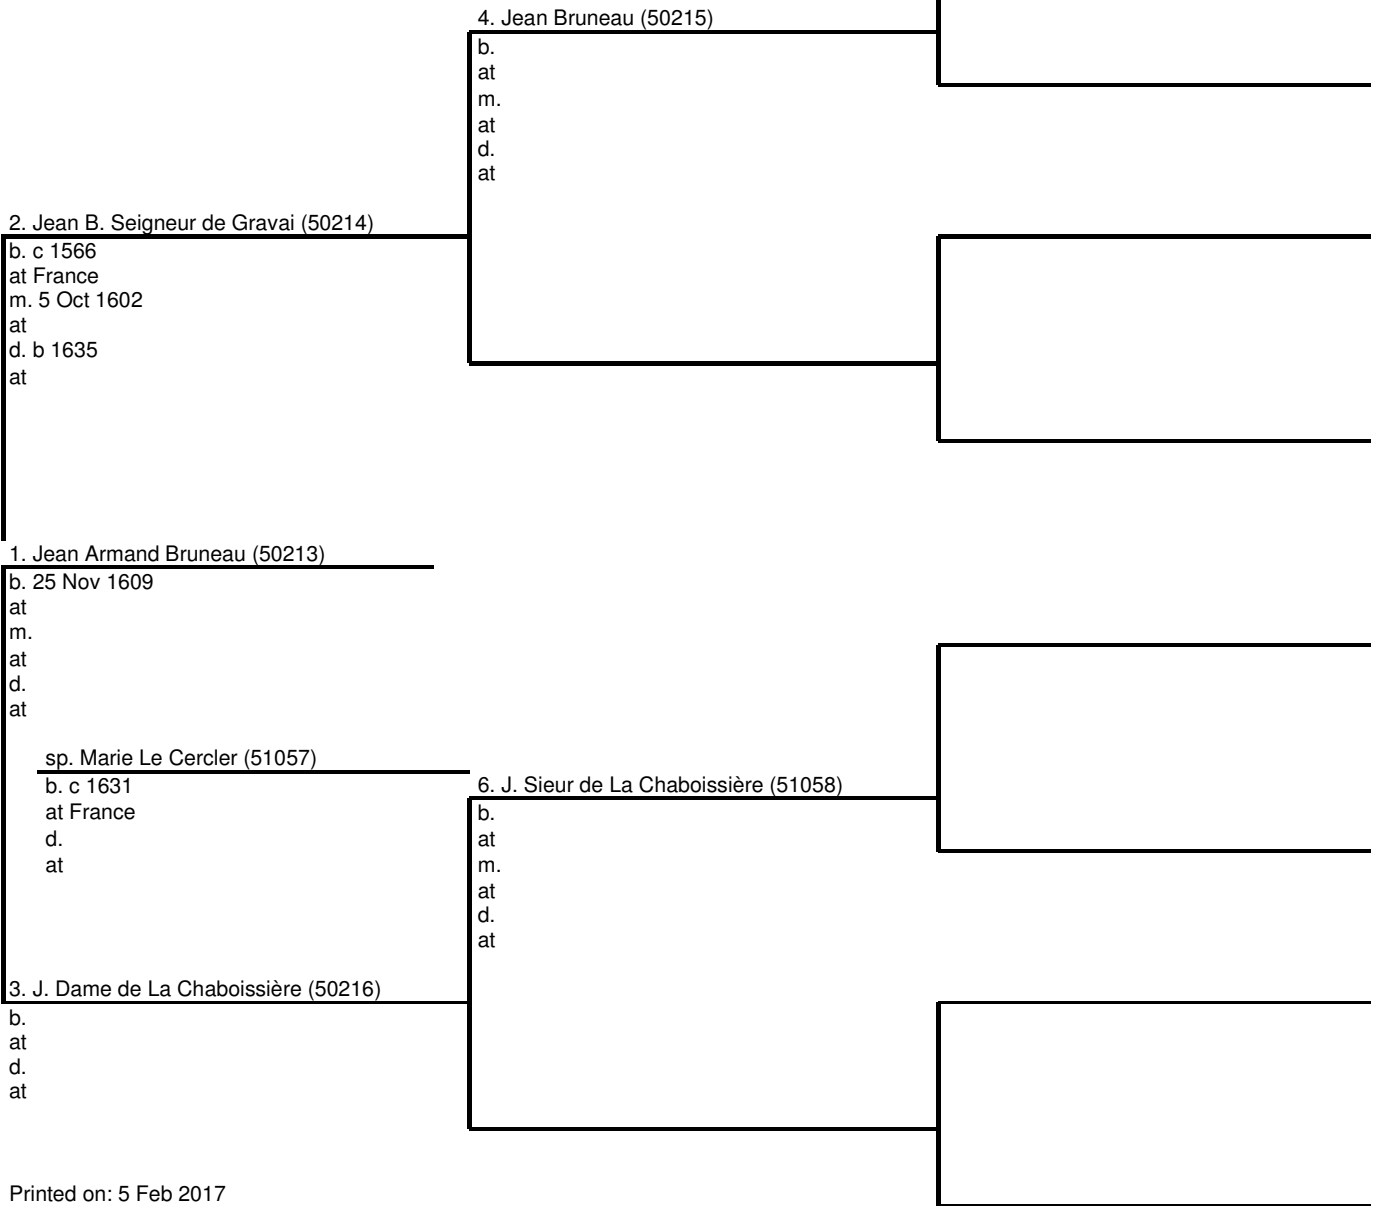 4. Jean Bruneau (50215)
b.
at
m.
at
d.
at
2. Jean B. Seigneur de Gravai (50214)
b. c 1566
at France
m. 5 Oct 1602
at
d. b 1635
at
1. Jean Armand Bruneau (50213)
b. 25 Nov 1609
at
m.
at
d.
at
sp. Marie Le Cercler (51057)
b. c 1631
at France
d.
at
6. J. Sieur de La Chaboissière (51058)
b.
at
m.
at
d.
at
3. J. Dame de La Chaboissière (50216)
b.
at
d.
at
Printed on: 5 Feb 2017